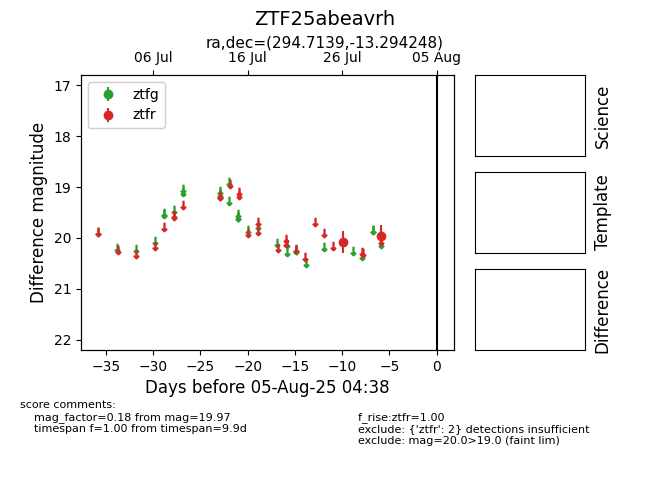 ZTF25abeavrh
ra,dec=(294.7139,-13.294248)
06 Jul 16 Jul 26 Jul 05 Aug
ztfg
ztfr
17
18
19
20
21
22
Difference magnitude
−35 −30 −25 −20 −15 −10 −5 0
Days before 05-Aug-25 04:38
Science
Template
Difference
score comments:
mag_factor=0.18 from mag=19.97
timespan f=1.00 from timespan=9.9d
f_rise:ztfr=1.00
exclude: {'ztfr': 2} detections insufficient
exclude: mag=20.0>19.0 (faint lim)